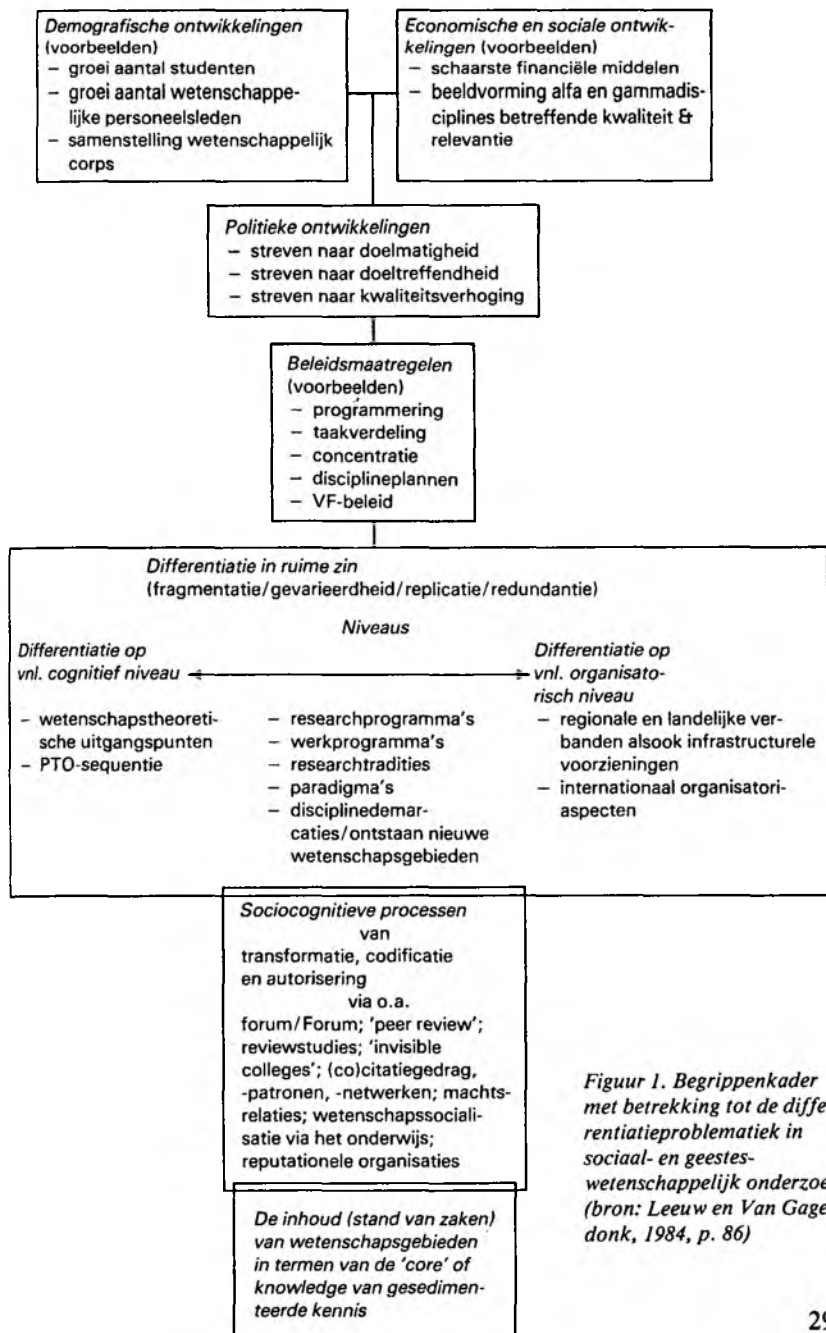 Demografische ontwikkelingen
(voorbeelden)
– groei aantal studenten
– groei aantal wetenschappe-
lijke personeelsleden
– samenstelling wetenschappelijk
corps
Economische en sociale ontwik-
kelingen (voorbeelden)
– schaarste financiële middelen
– beeldvorming alfa en gammadis-
ciplines betreffende kwaliteit &
relevantie
Politieke ontwikkelingen
– streven naar doelmatigheid
– streven naar doeltreffendheid
– streven naar kwaliteitsverhoging
Beleidsmaatregelen
(voorbeelden)
– programmering
– taakverdeling
– concentratie
– disciplineplannen
– VF-beleid
Differentiatie in ruime zin
(fragmentatie/gevarieerdheid/replicatie/redundantie)
Niveaus
Differentiatie op
vnl. cognitief niveau
– wetenschapstheoreti-
sche uitgangspunten
– PTO-sequentie
– researchprogramma's
– werkprogramma's
– researchtradities
– paradigma's
– disciplinedemar-
caties/ontstaan nieuwe
wetenschapsgebieden
Differentiatie op
vnl. organisato-
risch niveau
– regionale en landelijke ver-
banden alsook infrastructurele
voorzieningen
– internationaal organisatori-
aspecten
Sociocognitieve processen
van
transformatie, codificatie
en autorisering
via o.a.
forum/Forum; 'peer review';
reviewstudies; 'invisible
colleges'; (co)citatiegedrag,
-patronen, -netwerken; machts-
relaties; wetenschapssociali-
satie via het onderwijs;
reputationele organisaties
De inhoud (stand van zaken)
van wetenschapsgebieden
in termen van de 'core' of
knowledge van gesedimen-
teerde kennis
Figuur 1. Begrippenkader
met betrekking tot de diffe
rentiatieproblematiek in
sociaal- en geestes-
wetenschappelijk onderzoe
(bron: Leeuw en Van Gage
donk, 1984, p. 86)
29